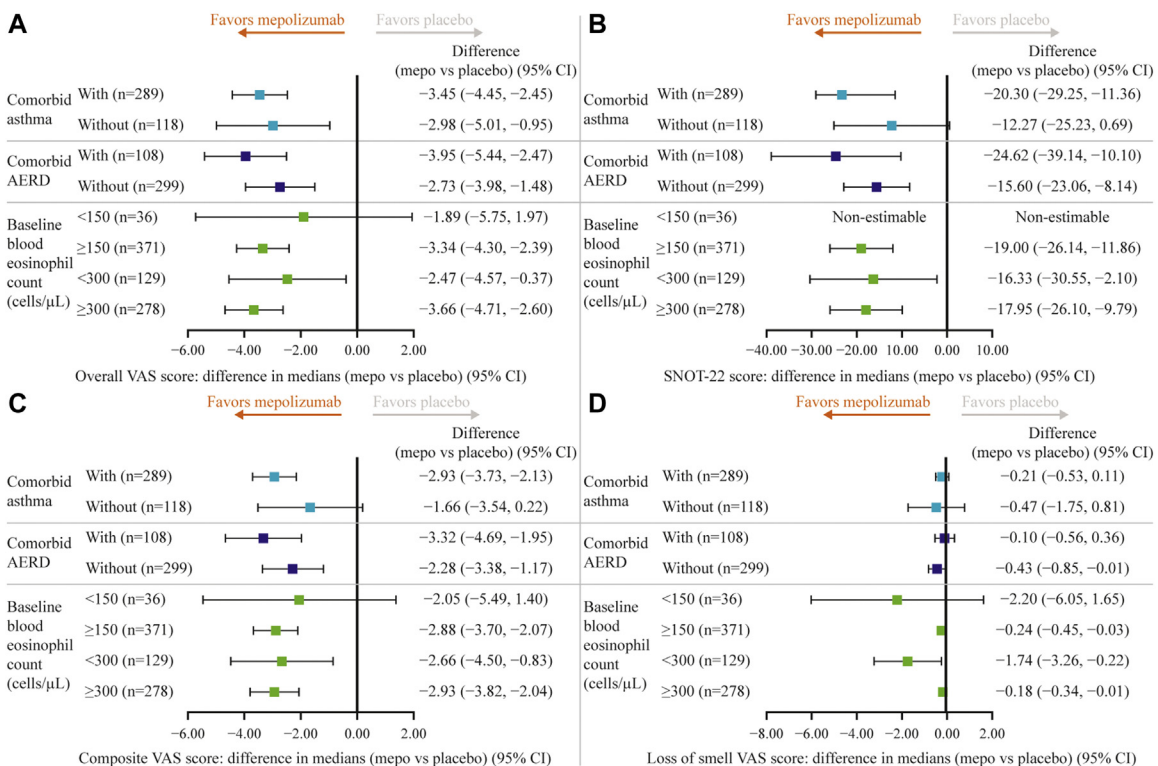 A
Favors mepolizumab
Favors placebo
Difference
(mepo vs placebo) (95% CI)
Comorbid
asthma
With (n=289) −3.45 (−4.45, −2.45)
Without (n=118) −2.98 (−5.01, −0.95)
Comorbid
AERD
With (n=108) −3.95 (−5.44, −2.47)
Without (n=299) −2.73 (−3.98, −1.48)
Baseline
blood
eosinophil
count
(cells/µL)
<150 (n=36) −1.89 (−5.75, 1.97)
≥150 (n=371) −3.34 (−4.30, −2.39)
<300 (n=129) −2.47 (−4.57, −0.37)
≥300 (n=278) −3.66 (−4.71, −2.60)
−6.00 −4.00 −2.00 0.00 2.00
Overall VAS score: difference in medians (mepo vs placebo) (95% CI)
B
Favors mepolizumab
Favors placebo
Difference
(mepo vs placebo) (95% CI)
Comorbid
asthma
With (n=289) −20.30 (−29.25, −11.36)
Without (n=118) −12.27 (−25.23, 0.69)
Comorbid
AERD
With (n=108) −24.62 (−39.14, −10.10)
Without (n=299) −15.60 (−23.06, −8.14)
Baseline
blood
eosinophil
count
(cells/µL)
<150 (n=36) Non-estimable Non-estimable
≥150 (n=371) −19.00 (−26.14, −11.86)
<300 (n=129) −16.33 (−30.55, −2.10)
≥300 (n=278) −17.95 (−26.10, −9.79)
−40.00 −30.00 −20.00 −10.00 0.00 10.00
SNOT-22 score: difference in medians (mepo vs placebo) (95% CI)
C
Favors mepolizumab
Favors placebo
Difference
(mepo vs placebo) (95% CI)
Comorbid
asthma
With (n=289) −2.93 (−3.73, −2.13)
Without (n=118) −1.66 (−3.54, 0.22)
Comorbid
AERD
With (n=108) −3.32 (−4.69, −1.95)
Without (n=299) −2.28 (−3.38, −1.17)
Baseline
blood
eosinophil
count
(cells/µL)
<150 (n=36) −2.05 (−5.49, 1.40)
≥150 (n=371) −2.88 (−3.70, −2.07)
<300 (n=129) −2.66 (−4.50, −0.83)
≥300 (n=278) −2.93 (−3.82, −2.04)
−6.00 −4.00 −2.00 0.00 2.00
Composite VAS score: difference in medians (mepo vs placebo) (95% CI)
D
Favors mepolizumab
Favors placebo
Difference
(mepo vs placebo) (95% CI)
Comorbid
asthma
With (n=289) −0.21 (−0.53, 0.11)
Without (n=118) −0.47 (−1.75, 0.81)
Comorbid
AERD
With (n=108) −0.10 (−0.56, 0.36)
Without (n=299) −0.43 (−0.85, −0.01)
Baseline
blood
eosinophil
count
(cells/µL)
<150 (n=36) −2.20 (−6.05, 1.65)
≥150 (n=371) −0.24 (−0.45, −0.03)
<300 (n=129) −1.74 (−3.26, −0.22)
≥300 (n=278) −0.18 (−0.34, −0.01)
−8.00 −6.00 −4.00 −2.00 0.00 2.00
Loss of smell VAS score: difference in medians (mepo vs placebo) (95% CI)